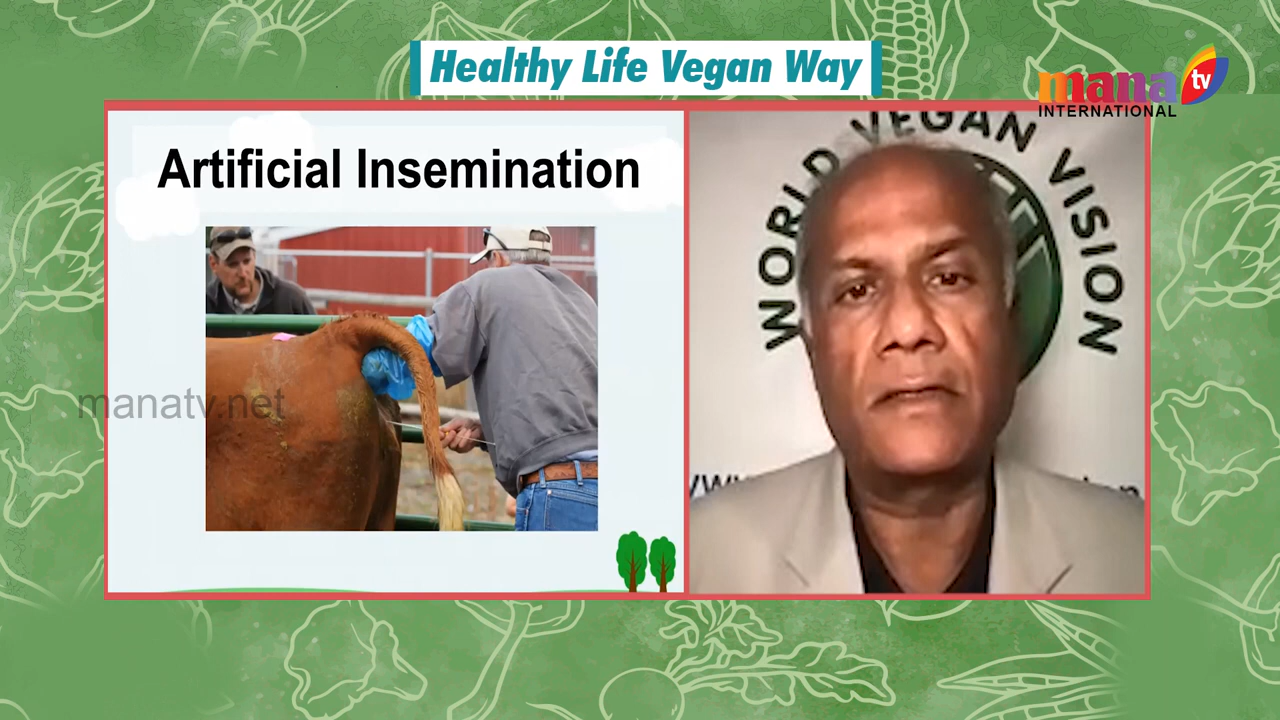 Healthy Life Vegan Way
mana tv
INTERNATIONAL
Artificial Insemination
WORLD VEGAN VISION
manatv.net